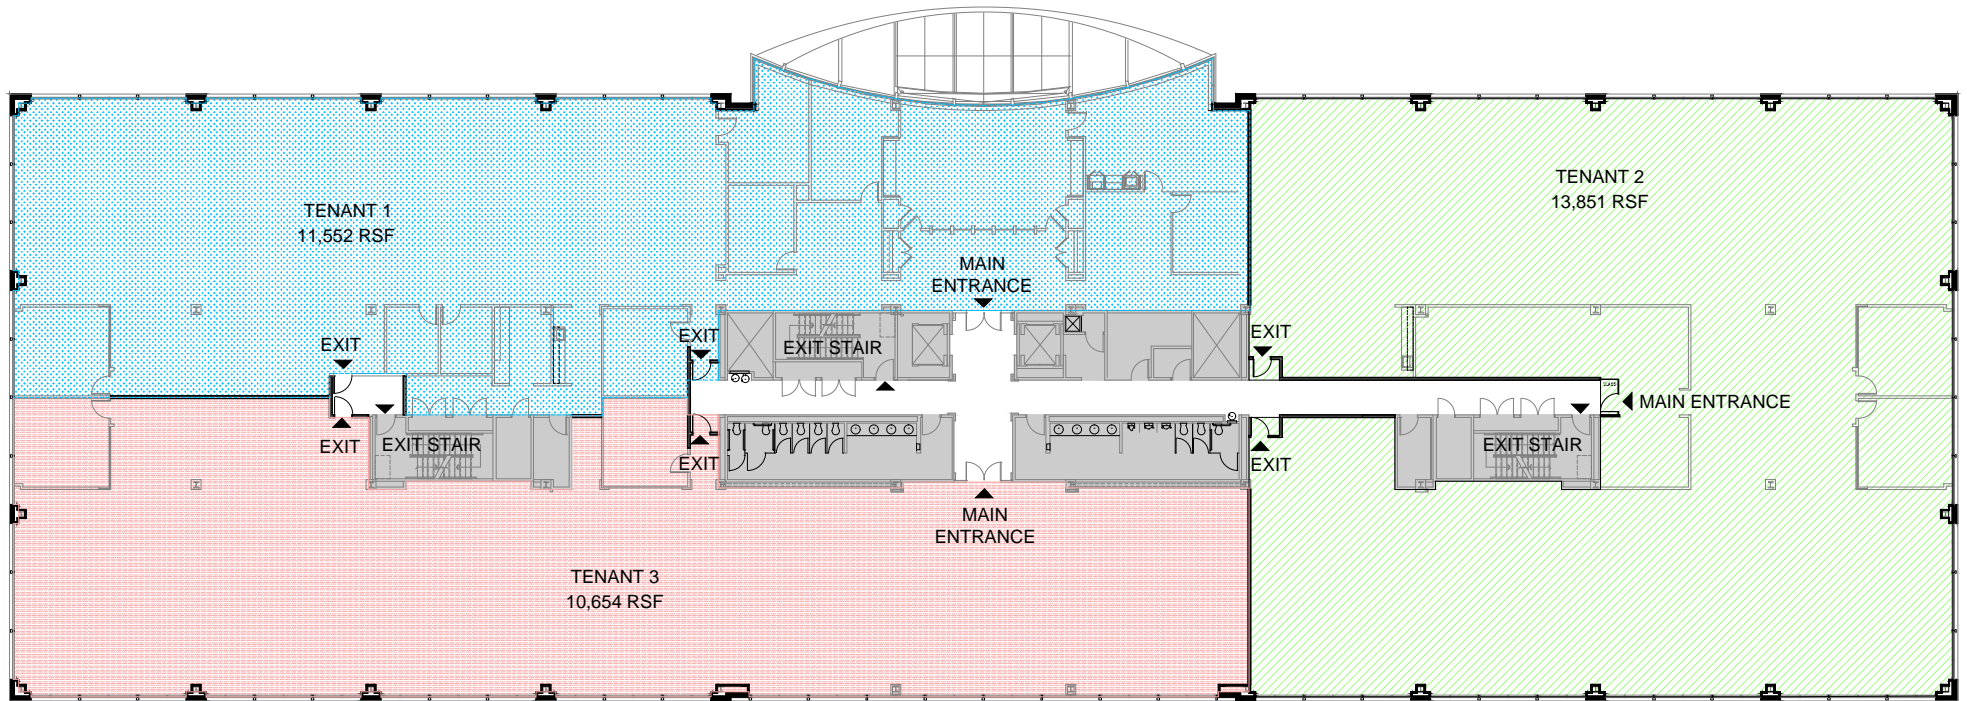 TENANT 1
11,552 RSF
TENANT 2
13,851 RSF
MAIN
ENTRANCE
EXIT
EXIT
EXIT STAIR
EXIT
MAIN ENTRANCE
EXIT
EXIT STAIR
EXIT
EXIT
EXIT STAIR
MAIN
ENTRANCE
TENANT 3
10,654 RSF